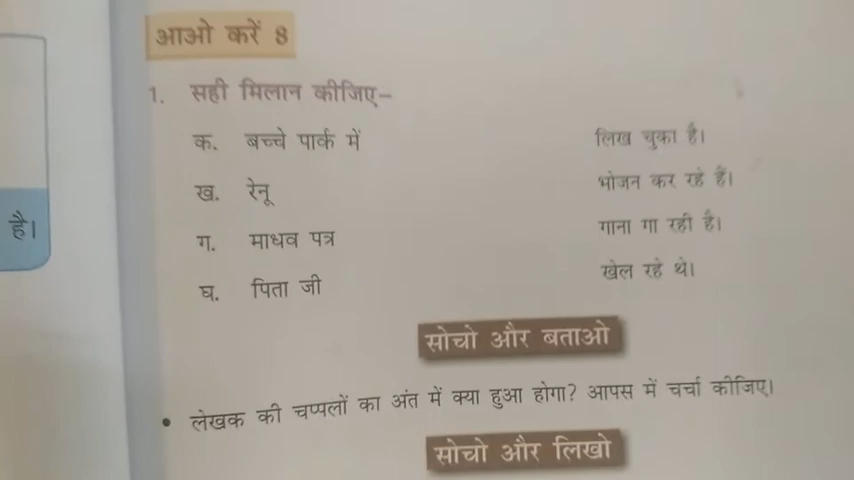 आओ करें 8
1. सही मिलान कीजिए–
क. बच्चे पार्क में लिख चुका है।
ख. रेनू भोजन कर रहे हैं।
ग. माधव पत्र गाना गा रही है।
घ. पिता जी खेल रहे थे।
है।
सोचो और बताओ
• लेखक की चप्पलों का अंत में क्या हुआ होगा? आपस में चर्चा कीजिए।
सोचो और लिखो